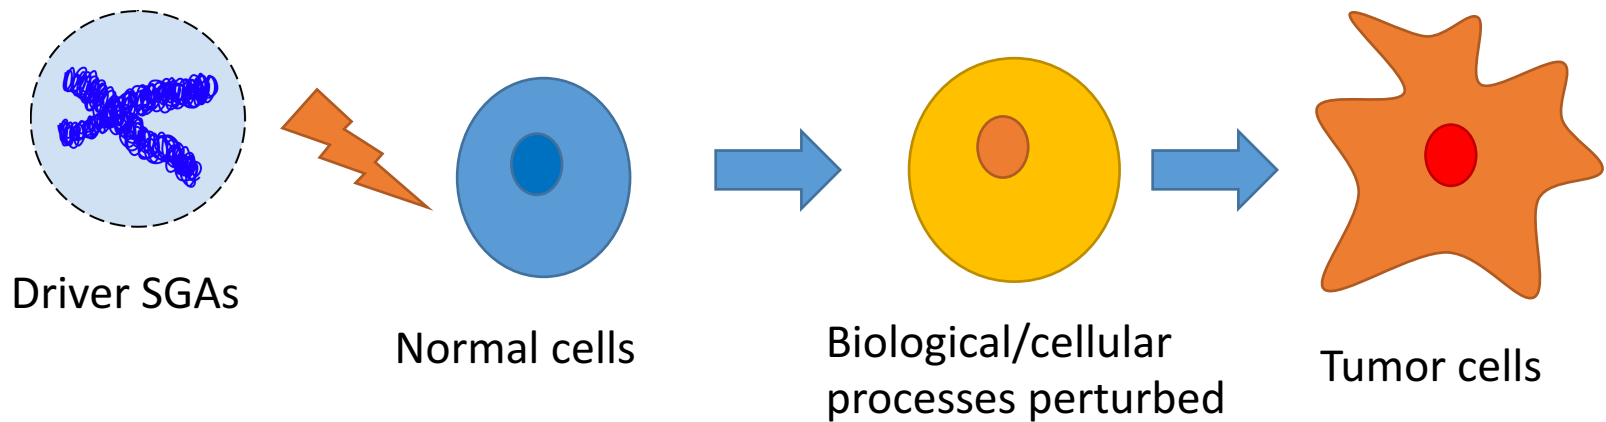 Driver SGAs
Normal cells
Biological/cellular
processes perturbed
Tumor cells